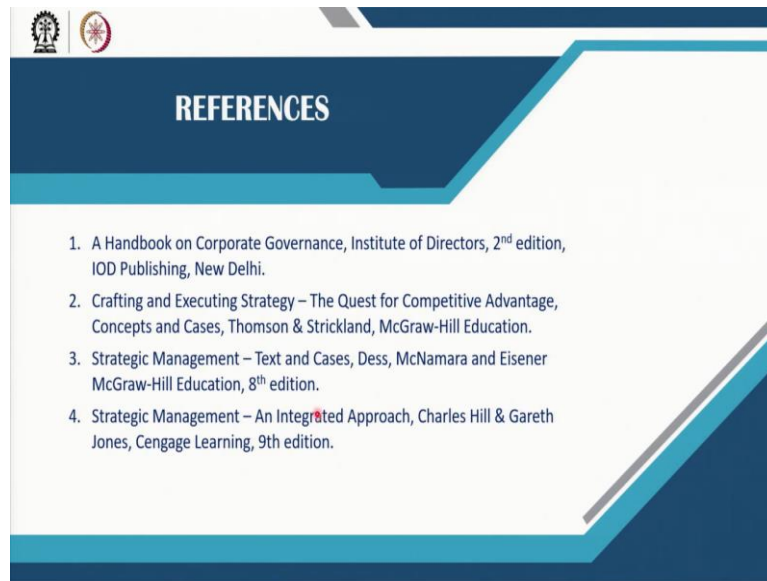 REFERENCES
1. A Handbook on Corporate Governance, Institute of Directors, 2nd edition,
IOD Publishing, New Delhi.
2. Crafting and Executing Strategy – The Quest for Competitive Advantage,
Concepts and Cases, Thomson & Strickland, McGraw-Hill Education.
3. Strategic Management – Text and Cases, Dess, McNamara and Eisener
McGraw-Hill Education, 8th edition.
4. Strategic Management – An Integrated Approach, Charles Hill & Gareth
Jones, Cengage Learning, 9th edition.